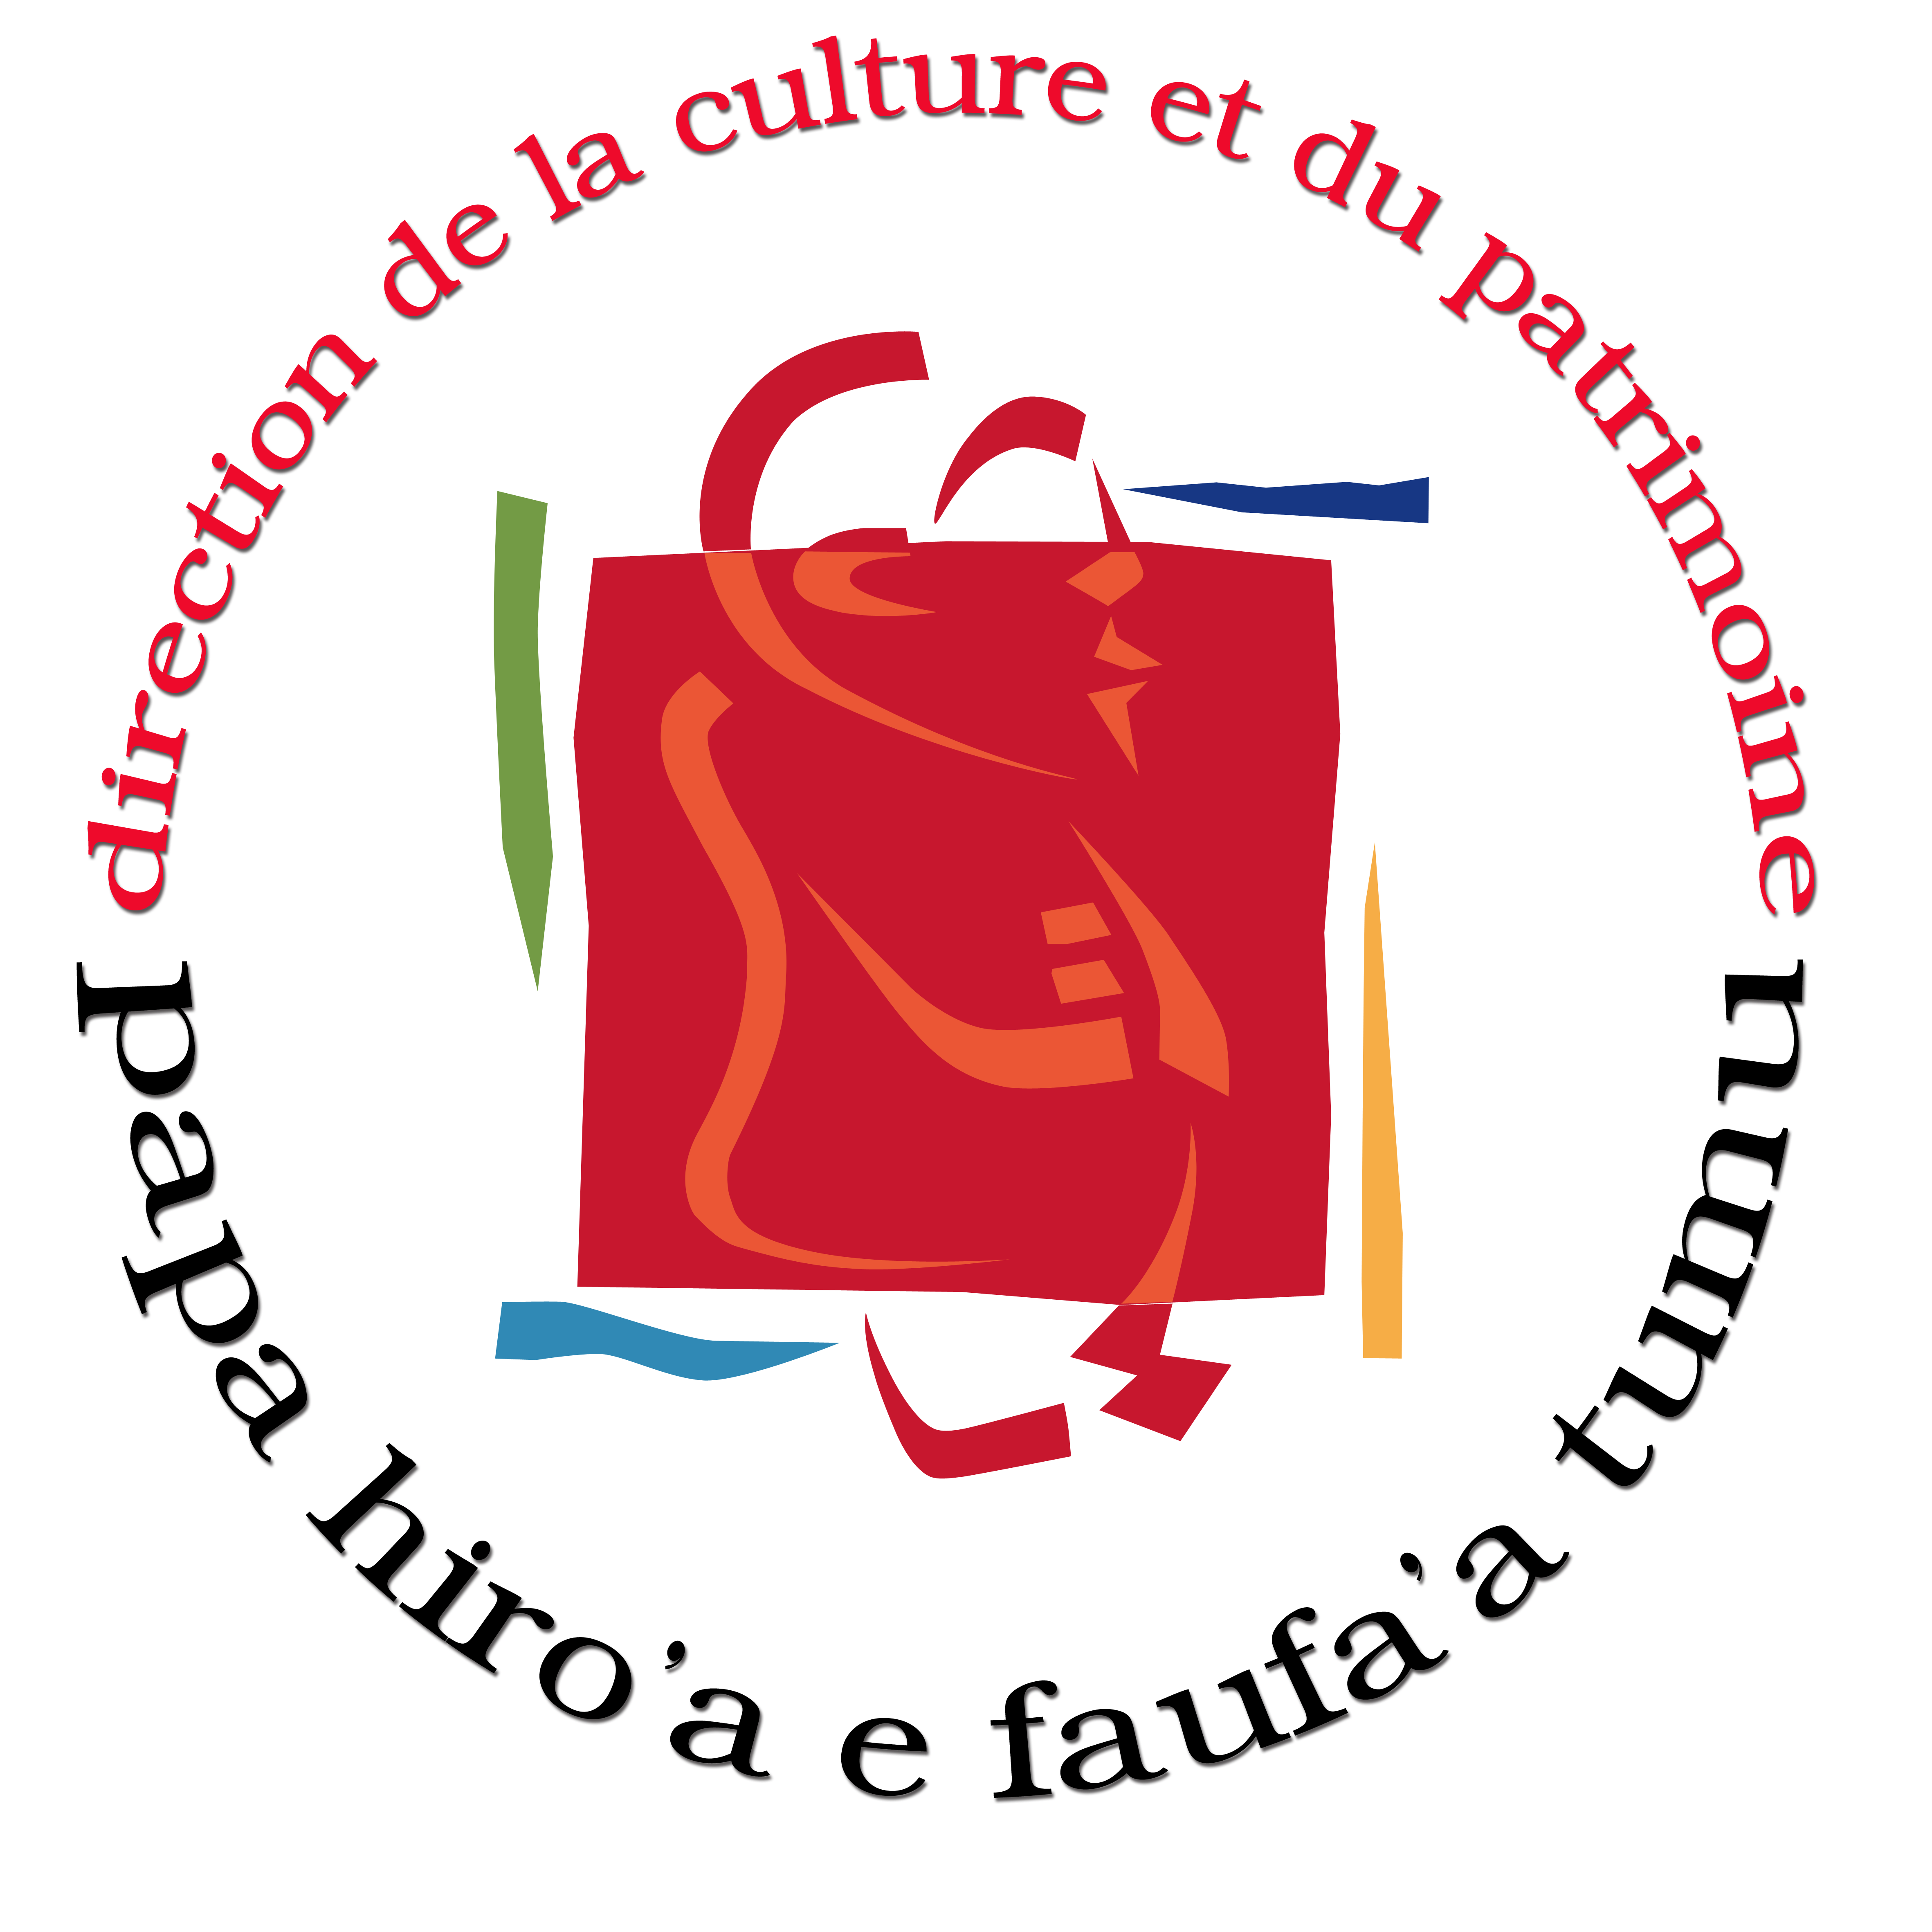 direction de la culture et du patrimoine
papa hiro’a e faufa’a tumu